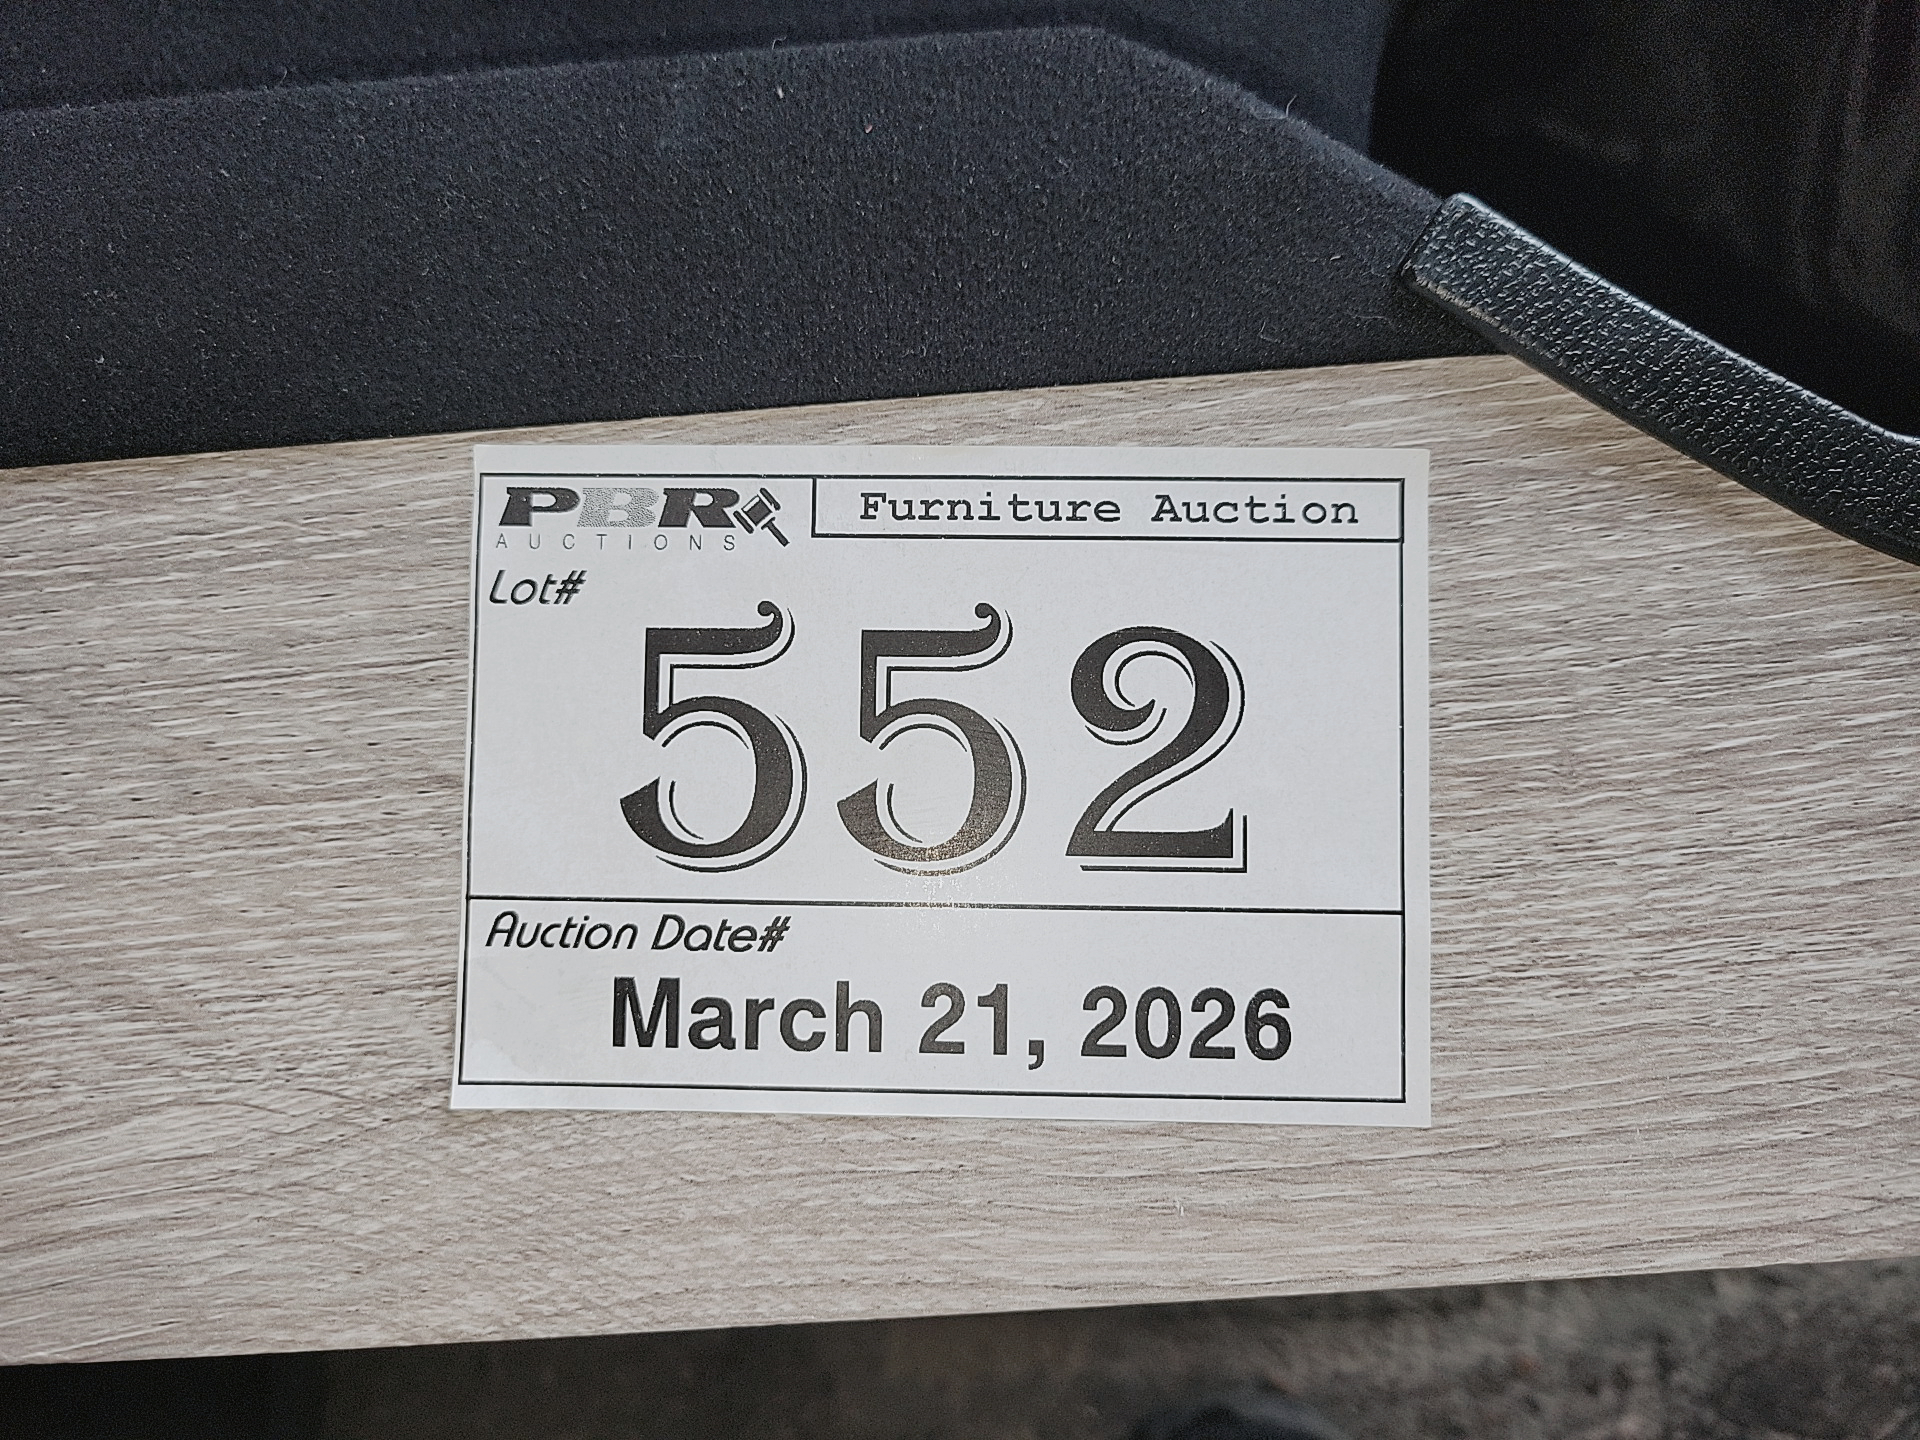 PBR
AUCTIONS
Furniture Auction
Lot#
552
Auction Date#
March 21, 2026